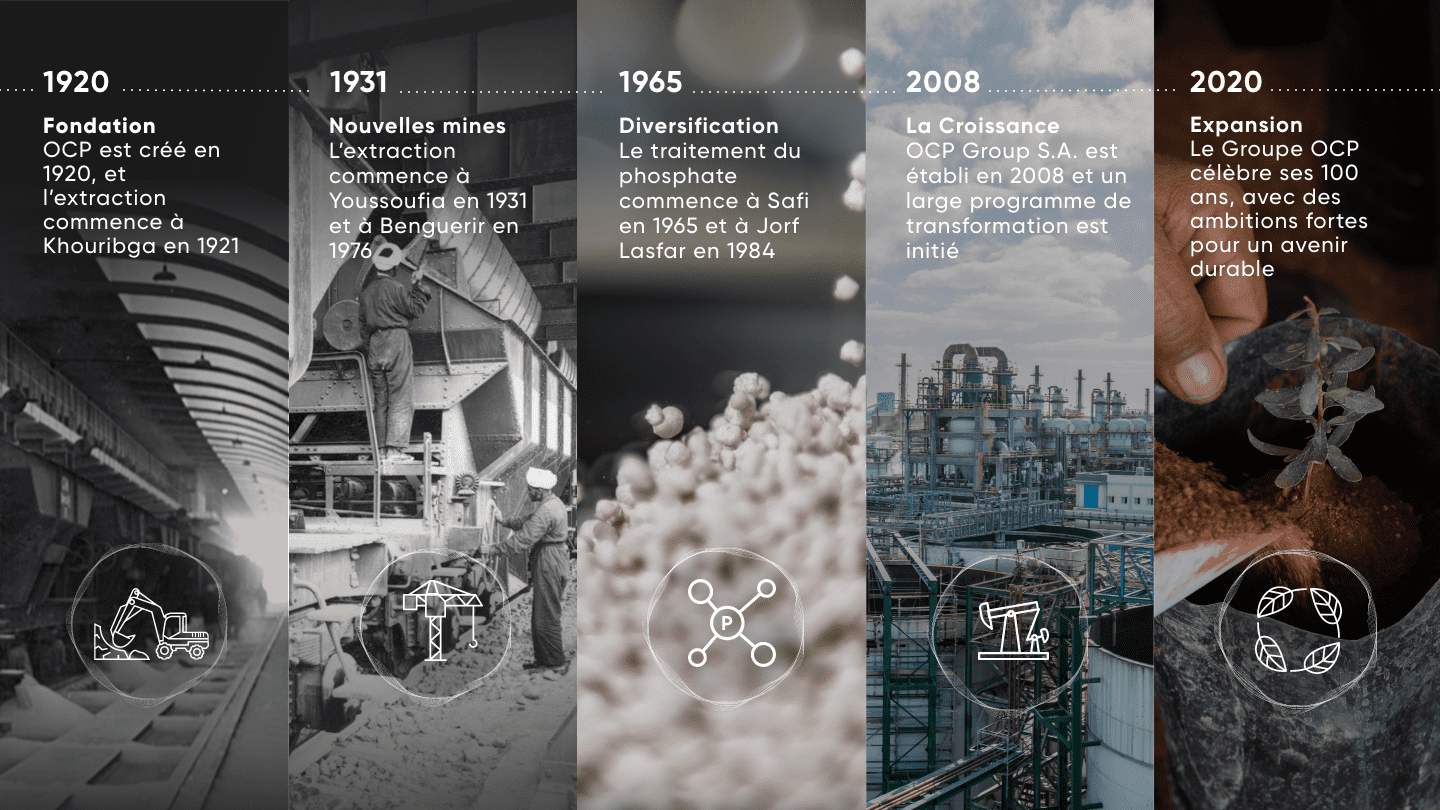 1920
Fondation
OCP est créé en
1920, et
l'extraction
commence à
Khouribga en 1921
1931
Nouvelles mines
L'extraction
commence à
Youssoufia en 1931
et à Benguerir en
1976
1965
Diversification
Le traitement du
phosphate
commence à Safi
en 1965 et à Jorf
Lasfar en 1984
P
2008
La Croissance
OCP Group S.A. est
établi en 2008 et un
large programme de
transformation est
initié
2020
Expansion
Le Groupe OCP
célèbre ses 100
ans, avec des
ambitions fortes
pour un avenir
durable